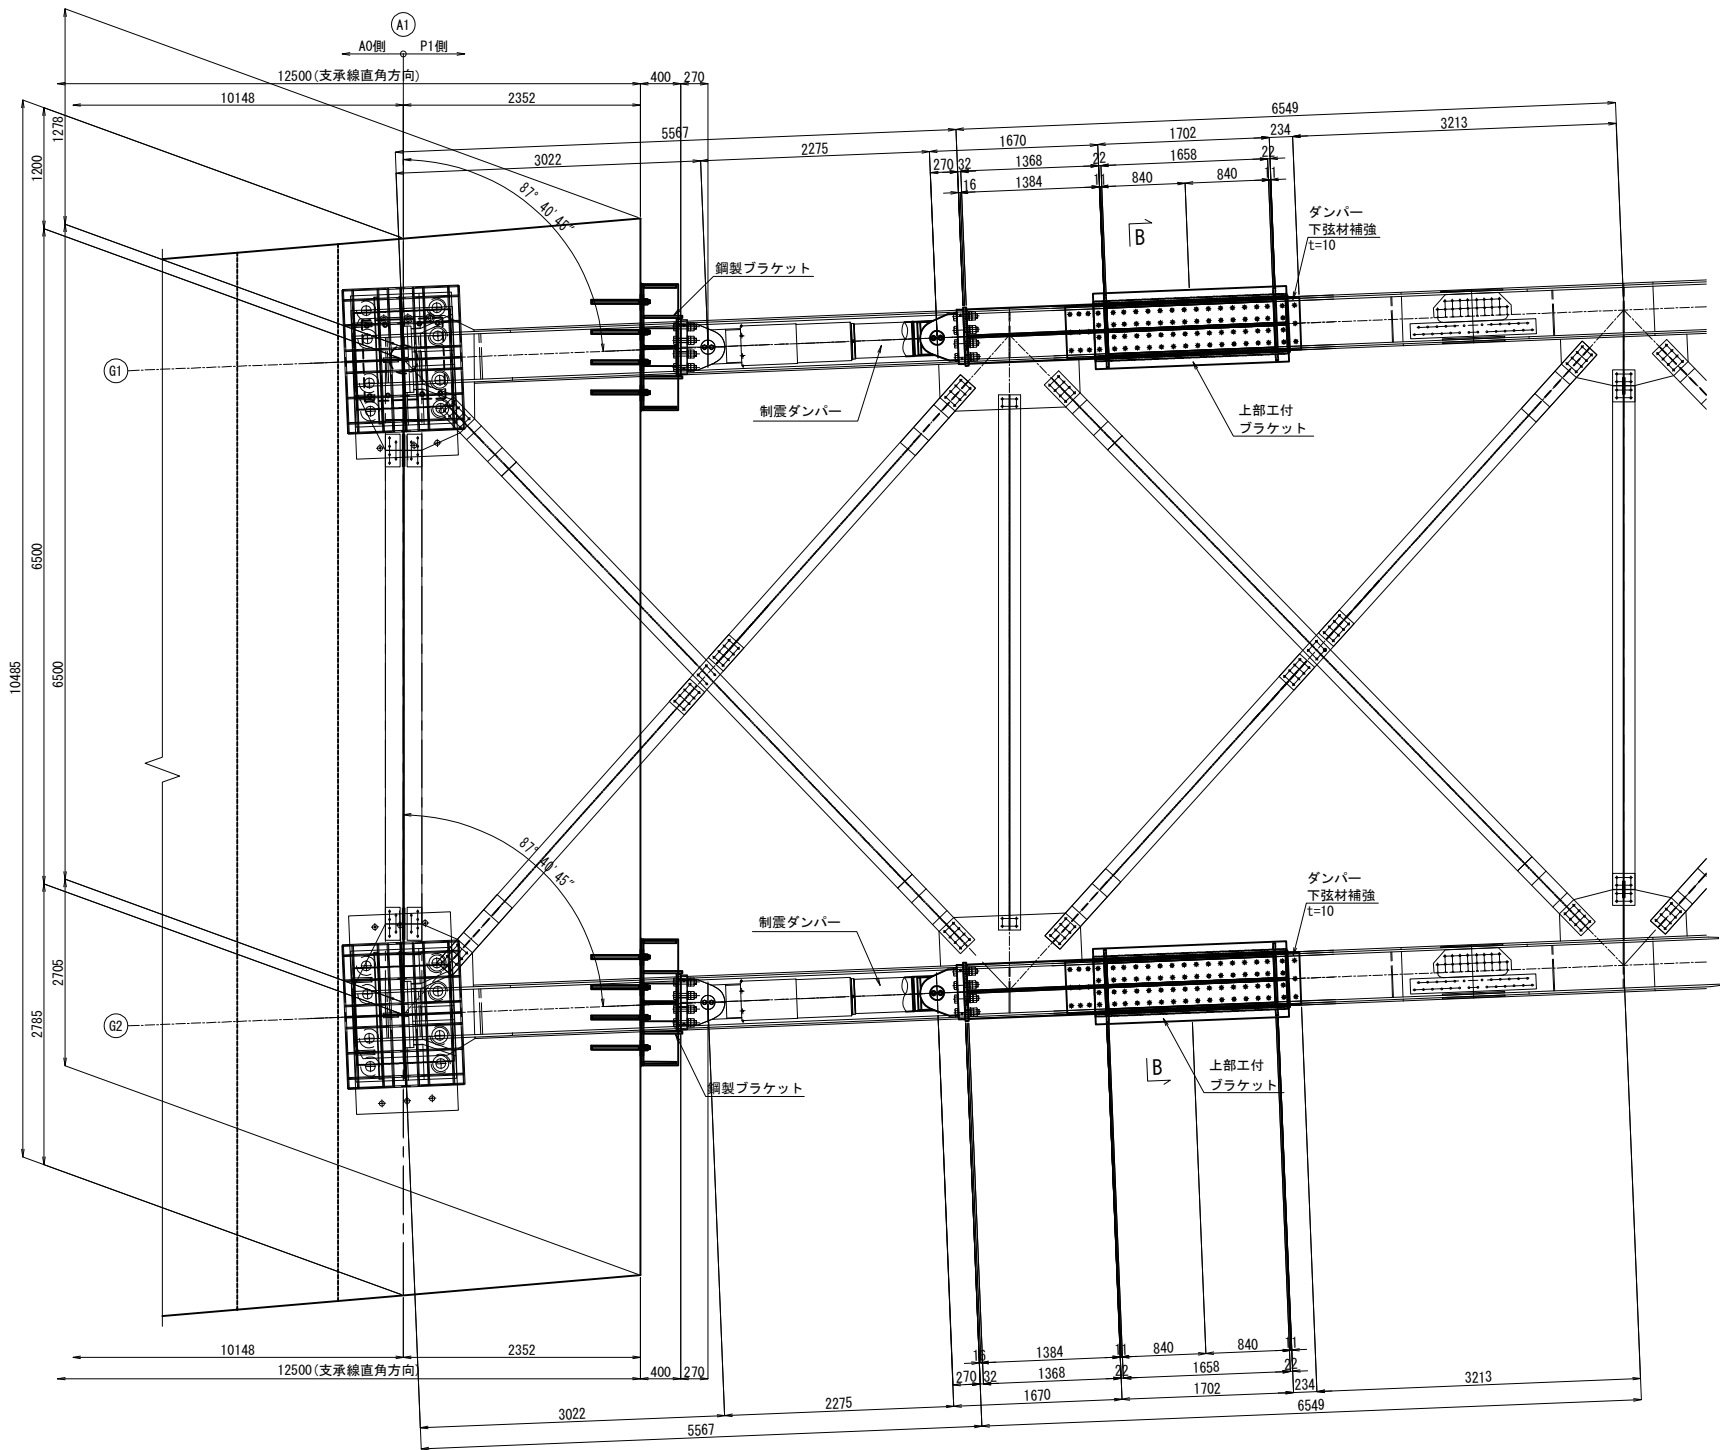 A1
A0側
P1側
12500(支承線直角方向)
400
270
10148
2352
6549
5567
1670
1702
234
3213
3022
2275
270
32
1368
22
1658
22
16
1384
11
840
840
11
1278
1200
87° 40′45″
ダンパー
下弦材補強
t=10
B
鋼製ブラケット
G1
制震ダンパー
上部工付
ブラケット
6500
6500
10485
87° 40′45″
ダンパー
下弦材補強
t=10
制震ダンパー
2705
2785
G2
B
上部工付
ブラケット
鋼製ブラケット
10148
2352
12500(支承線直角方向)
400
270
16
1384
11
840
840
11
270
32
1368
22
1658
22
1670
1702
234
3213
3022
2275
6549
5567